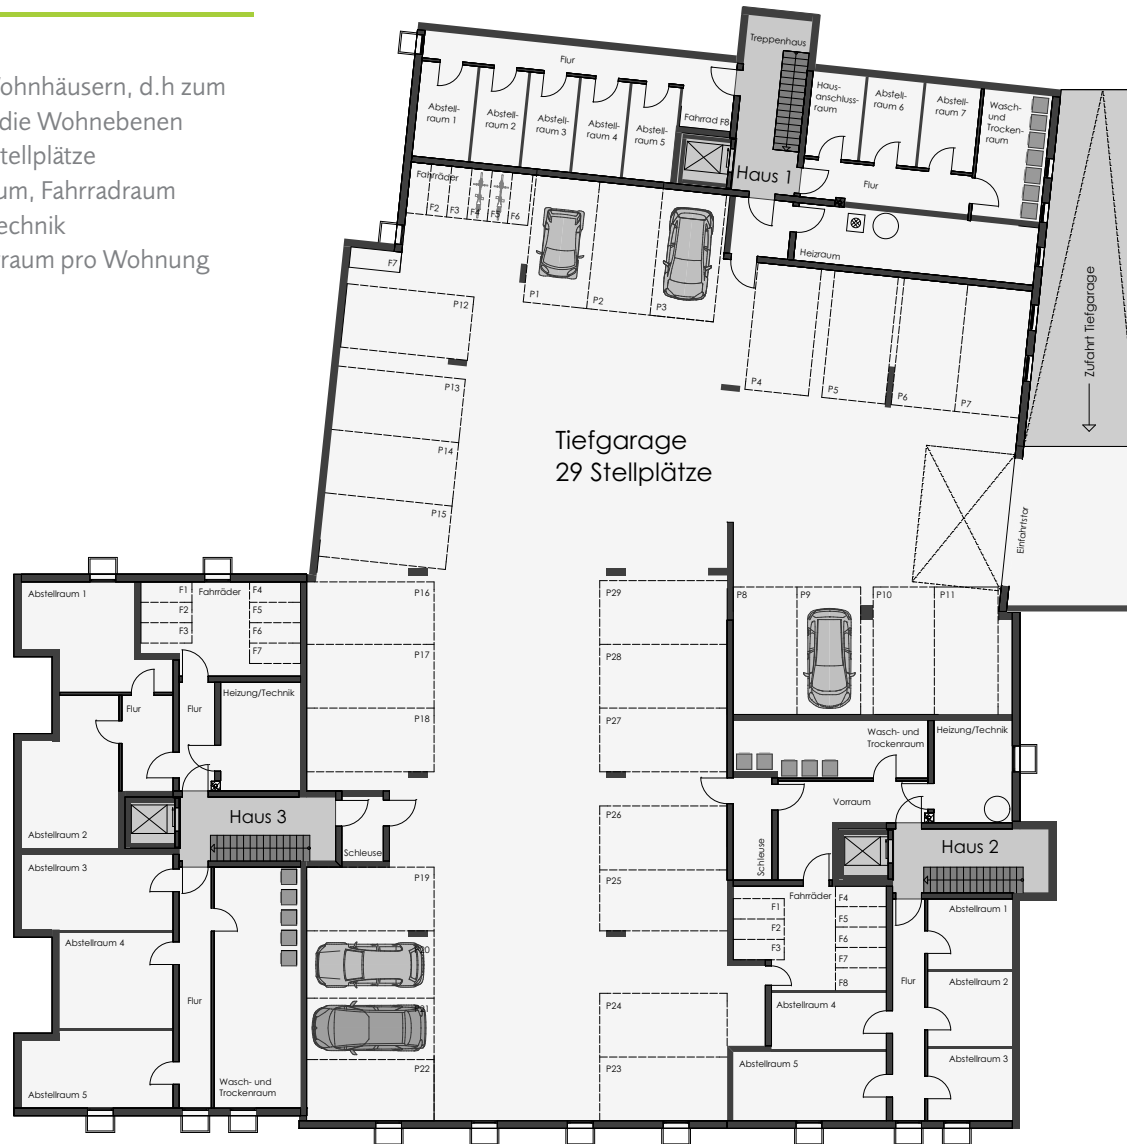 ohnhäusern, d.h zum
die Wohnebenen
tellplätze
um, Fahrradraum
echnik
raum pro Wohnung
Treppenhaus
Flur
Abstell-
raum 1
Abstell-
raum 2
Abstell-
raum 3
Abstell-
raum 4
Abstell-
raum 5
Fahrrad F8
Haus-
anschluss-
raum
Abstell-
raum 6
Abstell-
raum 7
Wasch-
und
Trocken-
raum
Haus 1
Flur
Fahrräder
F2
F3
F4
F5
F6
F7
Heizraum
P1
P2
P3
P4
P5
P6
P7
P12
P13
P14
P15
Zufahrt Tiefgarage
Tiefgarage
29 Stellplätze
Einfahrtstor
Abstellraum 1
F1
F2
F3
Fahrräder
F4
F5
F6
F7
P16
P17
P18
P29
P28
P27
P8
P9
P10
P11
Flur
Flur
Heizung/Technik
Abstellraum 2
Haus 3
Schleuse
Wasch- und
Trockenraum
Heizung/Technik
Vorraum
P26
P25
Schleuse
Haus 2
Abstellraum 3
Abstellraum 4
Flur
Abstellraum 5
Wasch- und
Trockenraum
P19
20
21
P22
P24
P23
Fahrräder
F1
F2
F3
F4
F5
F6
F7
F8
Abstellraum 1
Abstellraum 2
Abstellraum 3
Flur
Abstellraum 4
Abstellraum 5